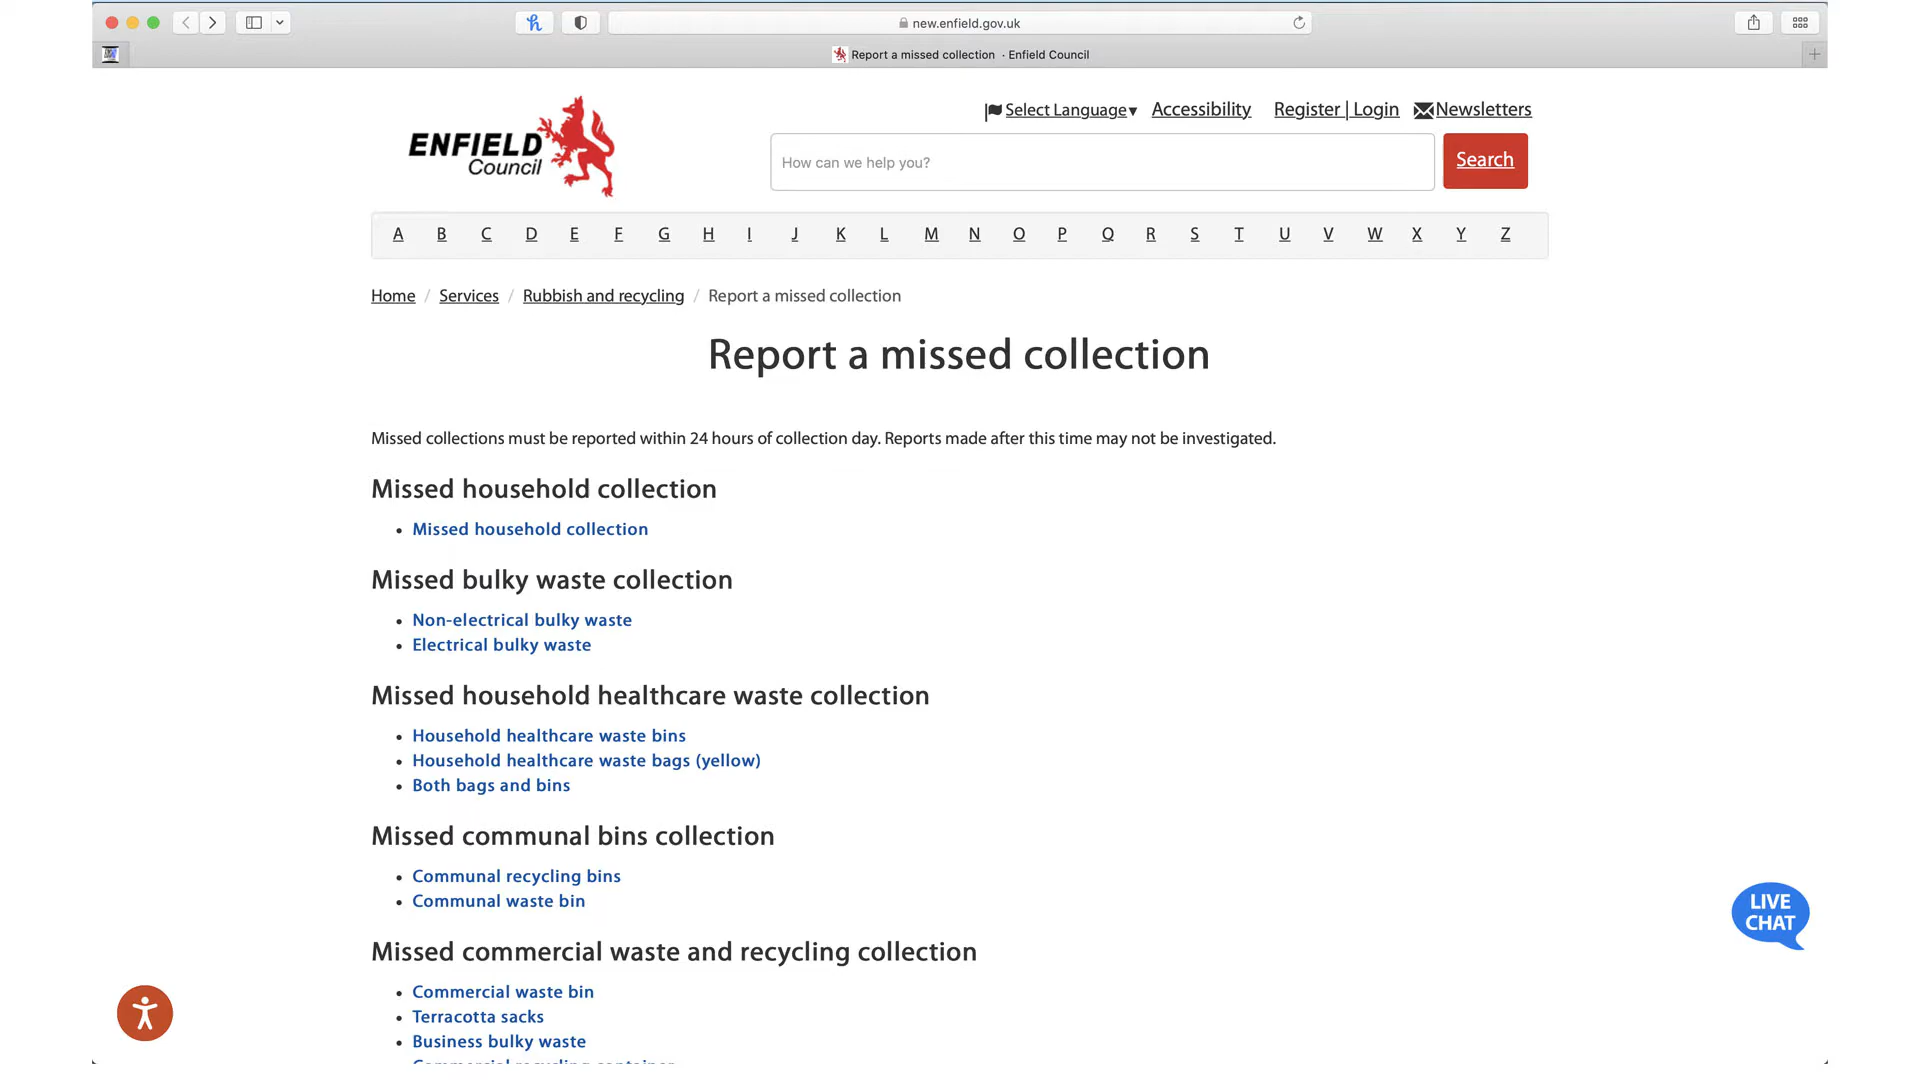 new.enfield.gov.uk
Report a missed collection - Enfield Council
ENFIELD
Council
Select Language▼ Accessibility Register | Login Newsletters
How can we help you?
Search
A B C D E F G H I J K L M N O P Q R S T U V W X Y Z
Home / Services / Rubbish and recycling / Report a missed collection
Report a missed collection
Missed collections must be reported within 24 hours of collection day. Reports made after this time may not be investigated.
Missed household collection
• Missed household collection
Missed bulky waste collection
• Non-electrical bulky waste
• Electrical bulky waste
Missed household healthcare waste collection
• Household healthcare waste bins
• Household healthcare waste bags (yellow)
• Both bags and bins
Missed communal bins collection
• Communal recycling bins
• Communal waste bin
LIVE
CHAT
Missed commercial waste and recycling collection
• Commercial waste bin
• Terracotta sacks
• Business bulky waste
Commercial recycling container